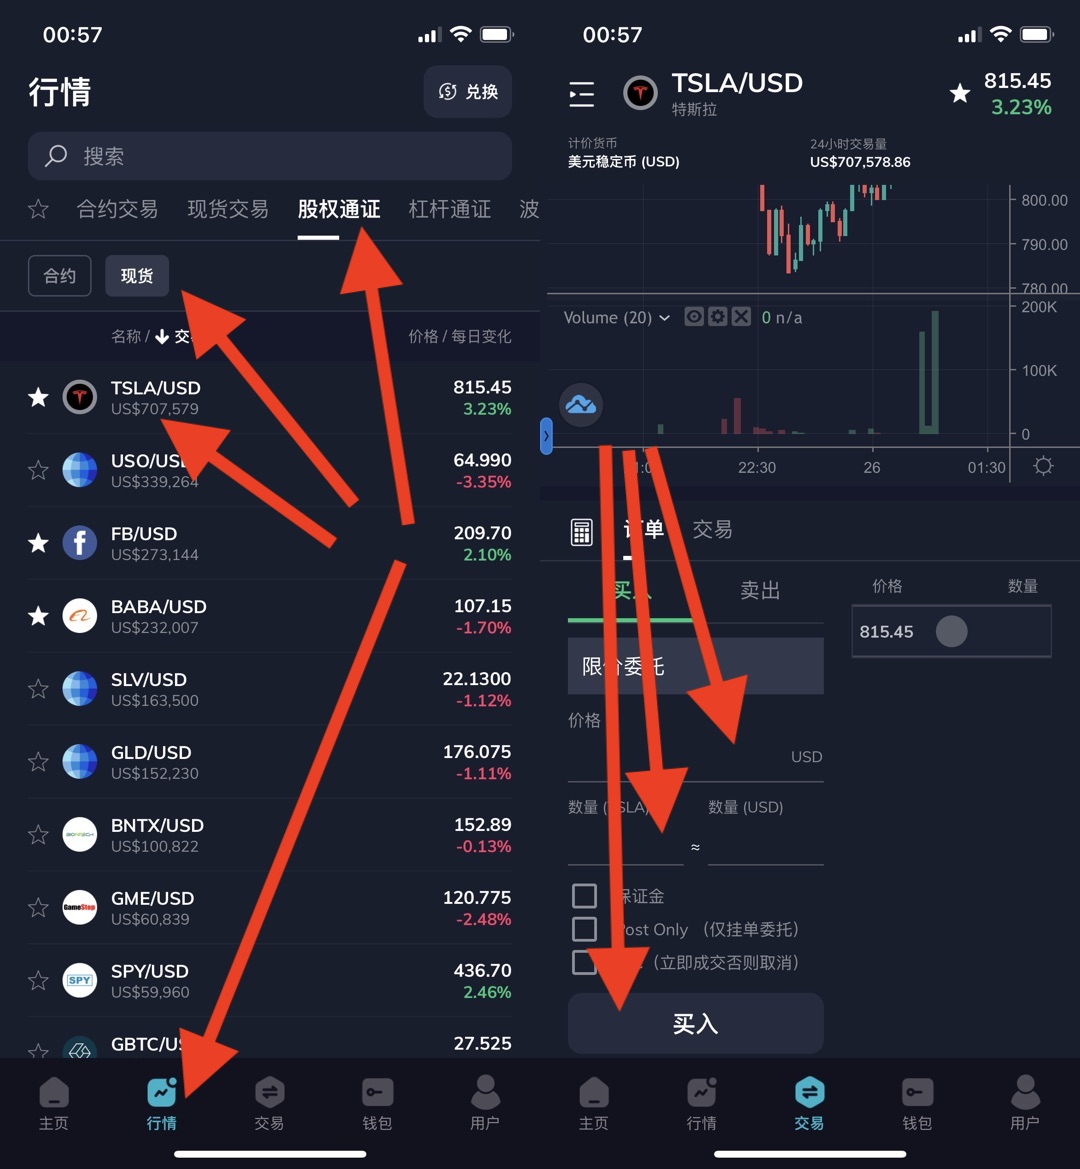 00:57
行情
兑换
搜索
合约交易 现货交易 股权通证 杠杆通证 波
合约 现货
名称 / 交 价格 / 每日变化
TSLA/USD 815.45
US$707,579 3.23%
64.990
US$339,264 -3.35%
FB/USD 209.70
US$273,144 2.10%
BABA/USD 107.15
US$232,007 -1.70%
SLV/USD 22.1300
US$163,500 -1.12%
GLD/USD 176.075
US$152,230 -1.11%
BNTX/USD 152.89
US$100,822 -0.13%
GameStop GME/USD 120.775
US$60,839 -2.48%
SPY SPY/USD 436.70
US$59,960 2.46%
27.525
主页 行情 交易 钱包 用户
00:57
TSLA/USD 815.45
特斯拉 3.23%
计价货币 24小时交易量
美元稳定币 (USD) US$707,578.86
800.00
790.00
780.00
Volume (20) 0 n/a
200K
100K
0
22:30 26 01:30
订单 交易
买入 卖出 价格 数量
815.45
限价委托
价格
USD
数量 数量 (USD)
≈
保证金
Post Only （仅挂单委托）
（立即成交否则取消）
买入
主页 行情 交易 钱包 用户